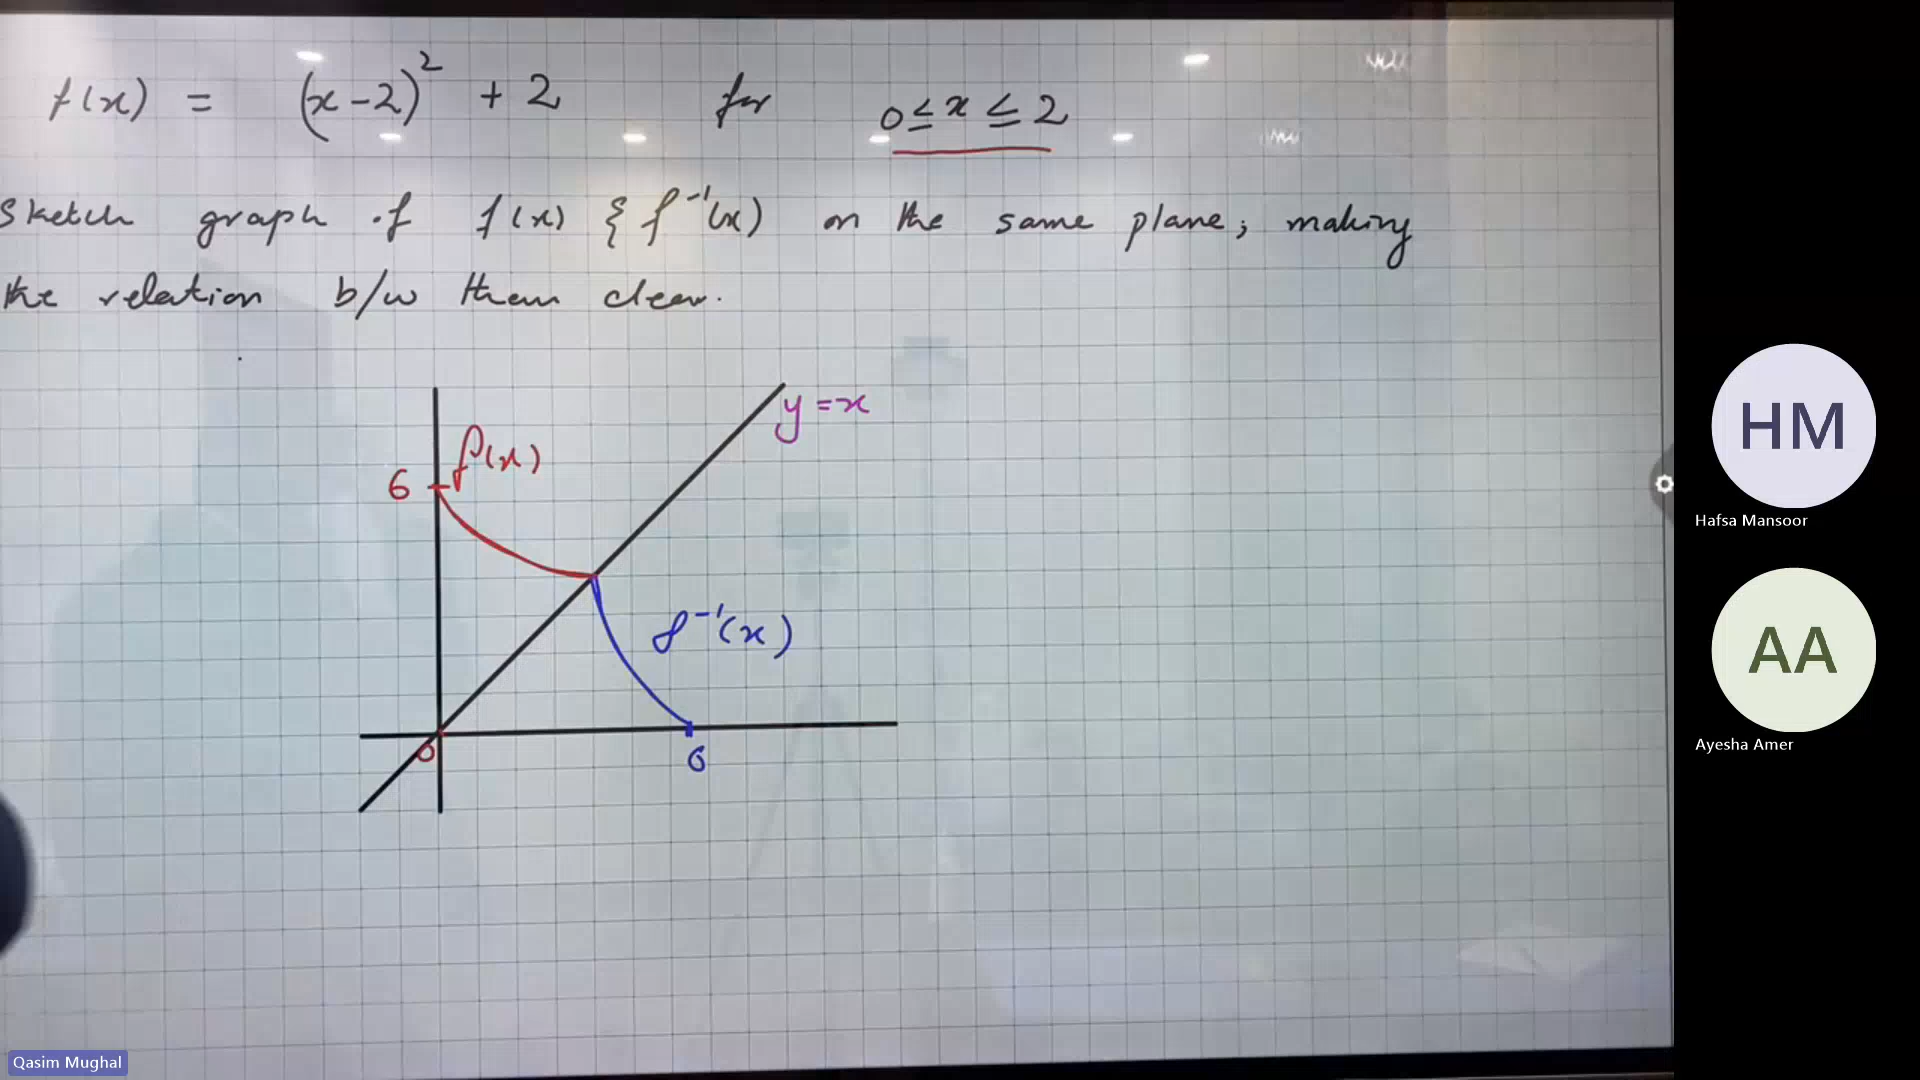 f(x) = (x-2)² + 2 for 0 ≤ x ≤ 2
Sketch graph of f(x) & f⁻¹(x) on the same plane; making
the relation b/w them clear.
y = x
f(x)
6
f⁻¹(x)
0
6
HM
Hafsa Mansoor
AA
Ayesha Amer
Qasim Mughal